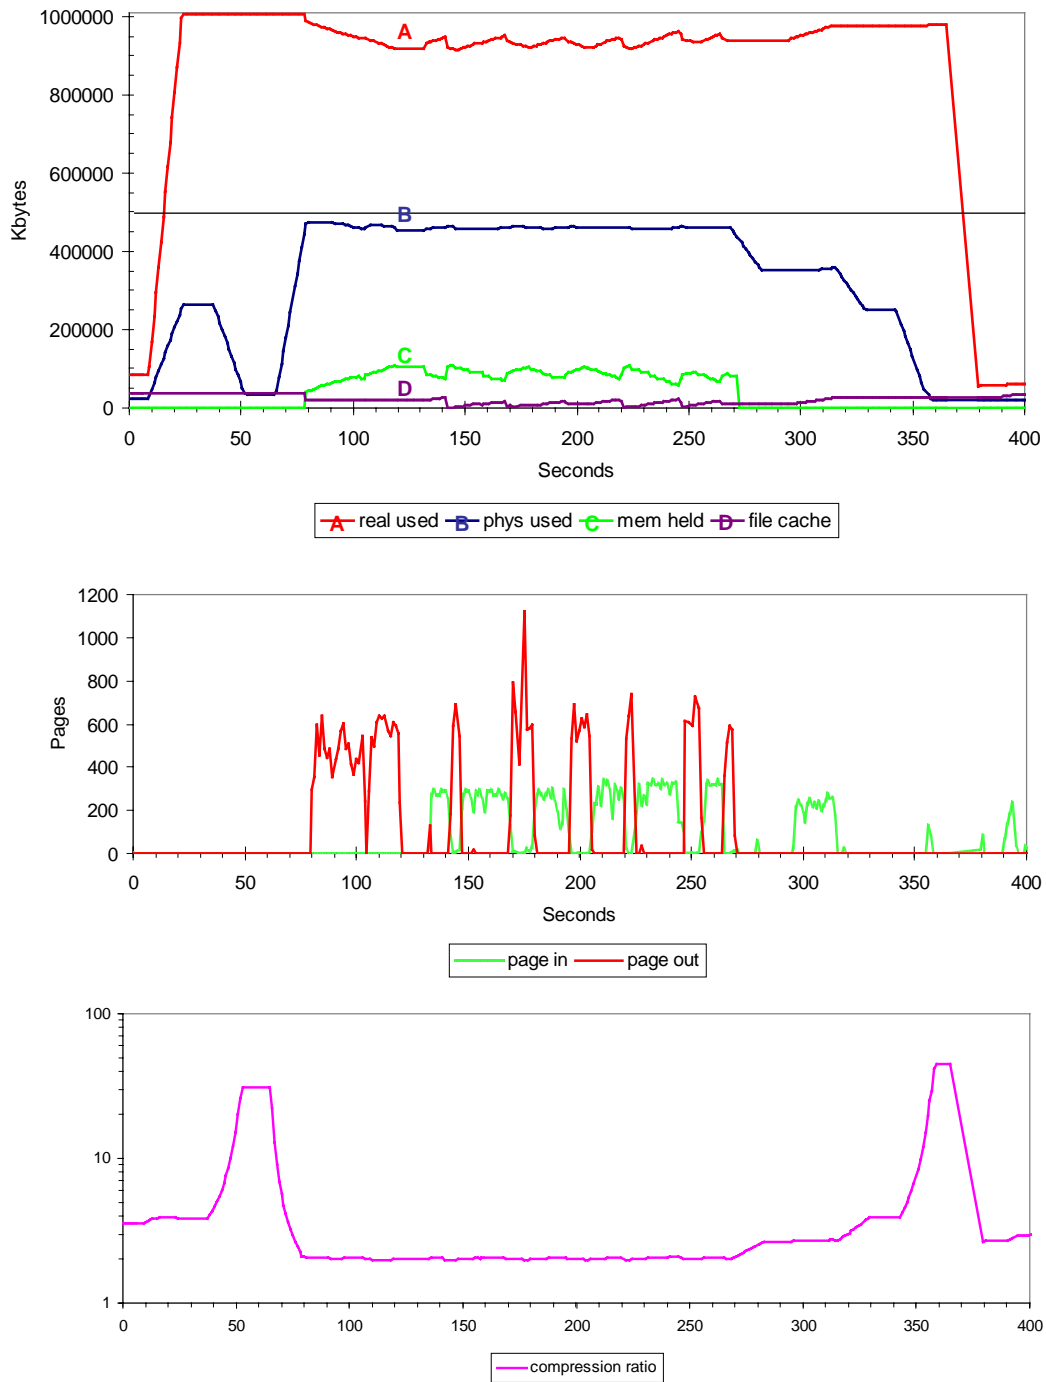 1000000
A
800000
600000
Kbytes
B
400000
200000
C
D
0
0 50 100 150 200 250 300 350 400
Seconds
A real used B phys used C mem held D file cache
1200
1000
800
Pages
600
400
200
0
0 50 100 150 200 250 300 350 400
Seconds
page in page out
100
10
1
0 50 100 150 200 250 300 350 400
compression ratio